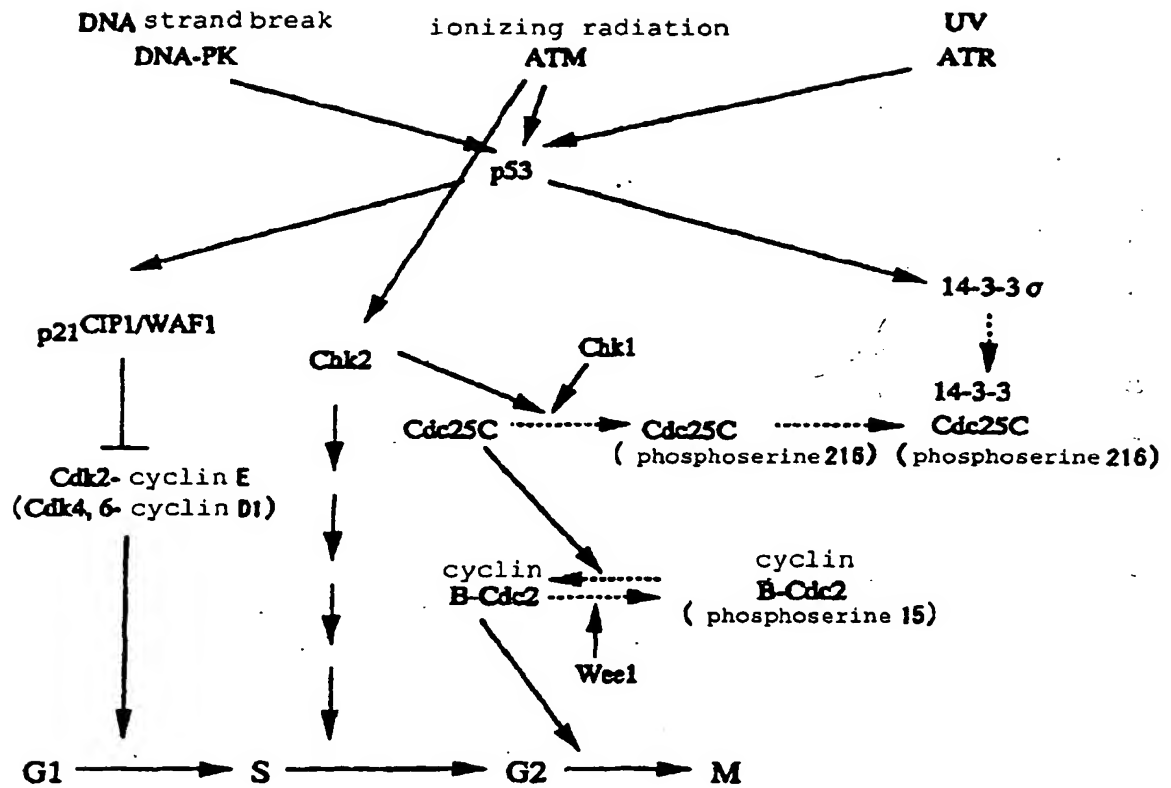 DNA strand break
DNA-PK
ionizing radiation
ATM
UV
ATR
p53
p21CIP1/WAF1
14-3-3 σ
Chk2
Chk1
14-3-3
Cdc25C
Cdc25C
Cdc25C
( phosphoserine 216)
(phosphoserine 216)
Cdk2- cyclin E
(Cdk4, 6- cyclin D1)
cyclin
B-Cdc2
cyclin
B-Cdc2
( phosphoserine 15)
Wee1
G1
S
G2
M